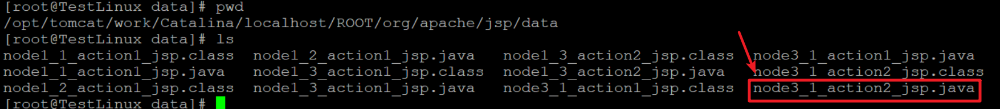 [root@TestLinux data]# pwd
/opt/tomcat/work/Catalina/localhost/ROOT/org/apache/jsp/data
[root@TestLinux data]# ls
node1_1_action1_jsp.class  node1_2_action1_jsp.java   node1_3_action2_jsp.class  node3_1_action1_jsp.java
node1_1_action1_jsp.java   node1_3_action1_jsp.class  node1_3_action2_jsp.java   node3_1_action2_jsp.class
node1_2_action1_jsp.class  node1_3_action1_jsp.java   node3_1_action1_jsp.class  node3_1_action2_jsp.java
[root@TestLinux data]#